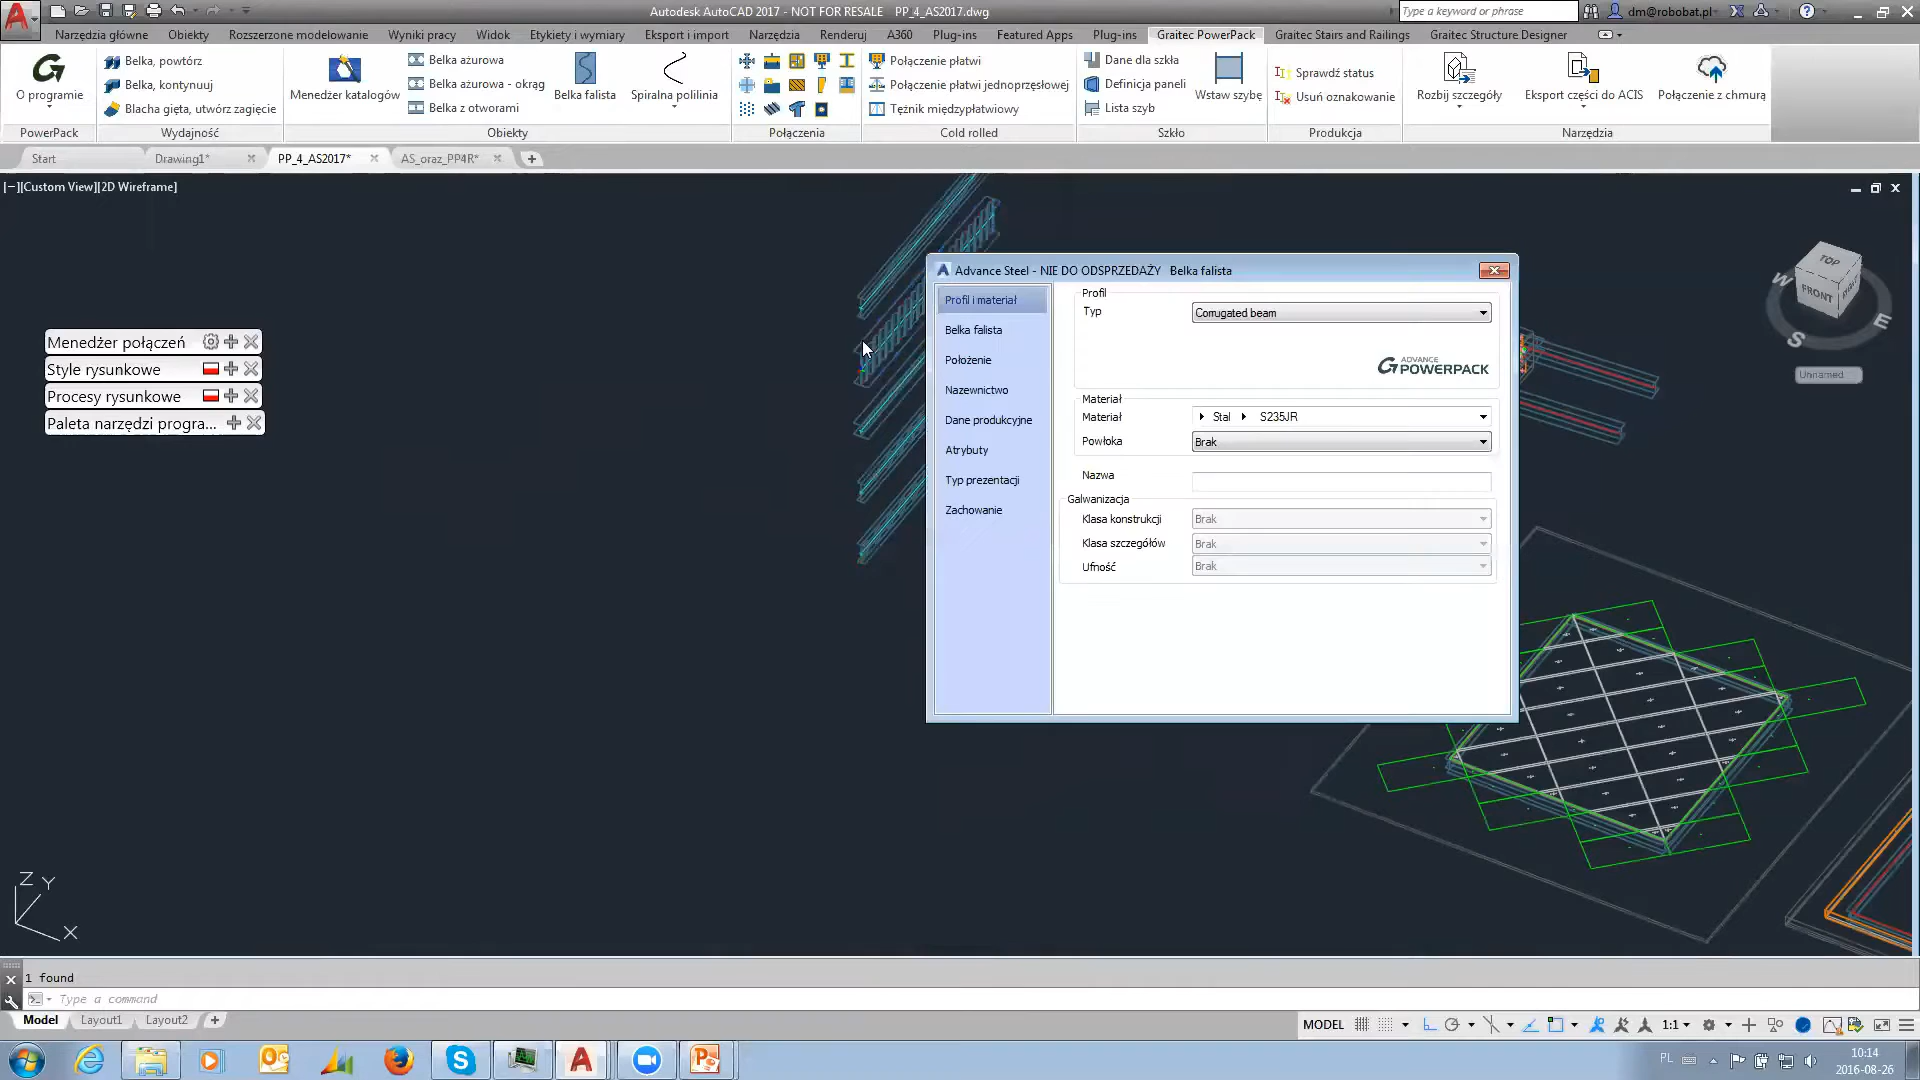 Autodesk AutoCAD 2017 - NOT FOR RESALE PP_4_AS2017.dwg
Type a keyword or phrase
dm@robobat.pl
Narzędzia główne Obiekty Rozszerzone modelowanie Wyniki pracy Widok Etykiety i wymiary Eksport i import Narzędzia Renderuj A360 Plug-ins Featured Apps Plug-ins Graitec PowerPack Graitec Stairs and Railings Graitec Structure Designer
O programie
PowerPack
Belka, powtórz
Belka, kontynuuj
Blacha gięta, utwórz zagięcie
Wydajność
Menedżer katalogów
Belka ażurowa
Belka ażurowa - okrąg
Belka z otworami
Belka falista
Spiralna polilinia
Obiekty
Połączenia
Połączenie płatwi
Połączenie płatwi jednoprzęsłowej
Tężnik międzypłatwiowy
Cold rolled
Dane dla szkła
Definicja paneli
Lista szyb
Wstaw szybę
Szkło
Sprawdź status
Usuń oznakowanie
Produkcja
Rozbij szczegóły
Eksport części do ACIS
Połączenie z chmurą
Narzędzia
Start Drawing1* PP_4_AS2017* AS_oraz_PP4R*
[−][Custom View][2D Wireframe]
Menedżer połączeń
Style rysunkowe
Procesy rysunkowe
Paleta narzędzi progra...
Advance Steel - NIE DO ODSPRZEDAŻY Belka falista
Profil i materiał
Belka falista
Położenie
Nazewnictwo
Dane produkcyjne
Atrybuty
Typ prezentacji
Zachowanie
Profil
Typ Corrugated beam
ADVANCE
POWERPACK
Materiał
Materiał Stal S235JR
Powłoka Brak
Nazwa
Galwanizacja
Klasa konstrukcji Brak
Klasa szczegółów Brak
Ufność Brak
TOP
FRONT
W
S
E
Unnamed
Z
Y
X
1 found
Type a command
Model Layout1 Layout2
MODEL 1:1
PL
10:14
2016-08-26